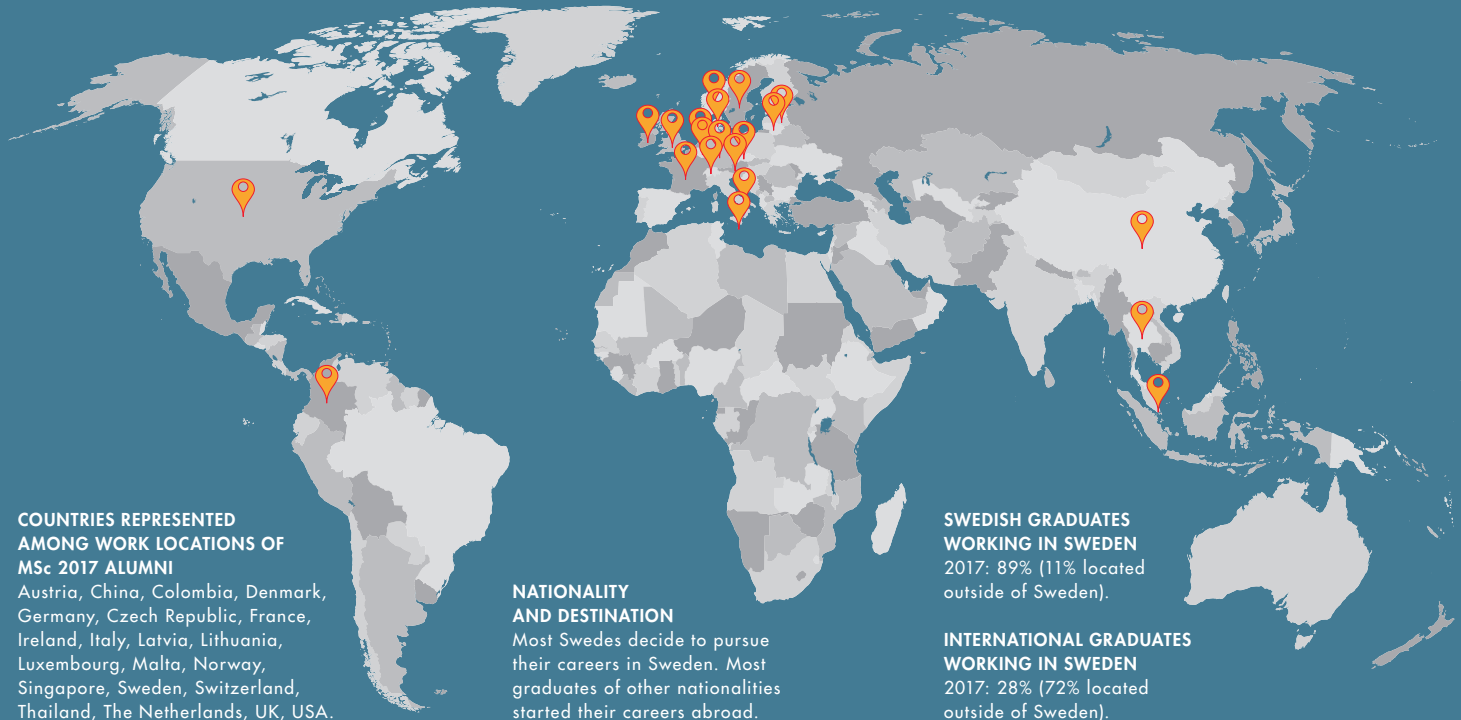 COUNTRIES REPRESENTED
AMONG WORK LOCATIONS OF
MSc 2017 ALUMNI
Austria, China, Colombia, Denmark,
Germany, Czech Republic, France,
Ireland, Italy, Latvia, Lithuania,
Luxembourg, Malta, Norway,
Singapore, Sweden, Switzerland,
Thailand, The Netherlands, UK, USA.
NATIONALITY
AND DESTINATION
Most Swedes decide to pursue
their careers in Sweden. Most
graduates of other nationalities
started their careers abroad.
SWEDISH GRADUATES
WORKING IN SWEDEN
2017: 89% (11% located
outside of Sweden).
INTERNATIONAL GRADUATES
WORKING IN SWEDEN
2017: 28% (72% located
outside of Sweden).